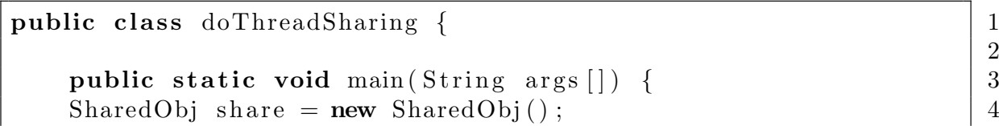 public class doThreadSharing { 1
2
public static void main(String args[]) { 3
SharedObj share = new SharedObj(); 4